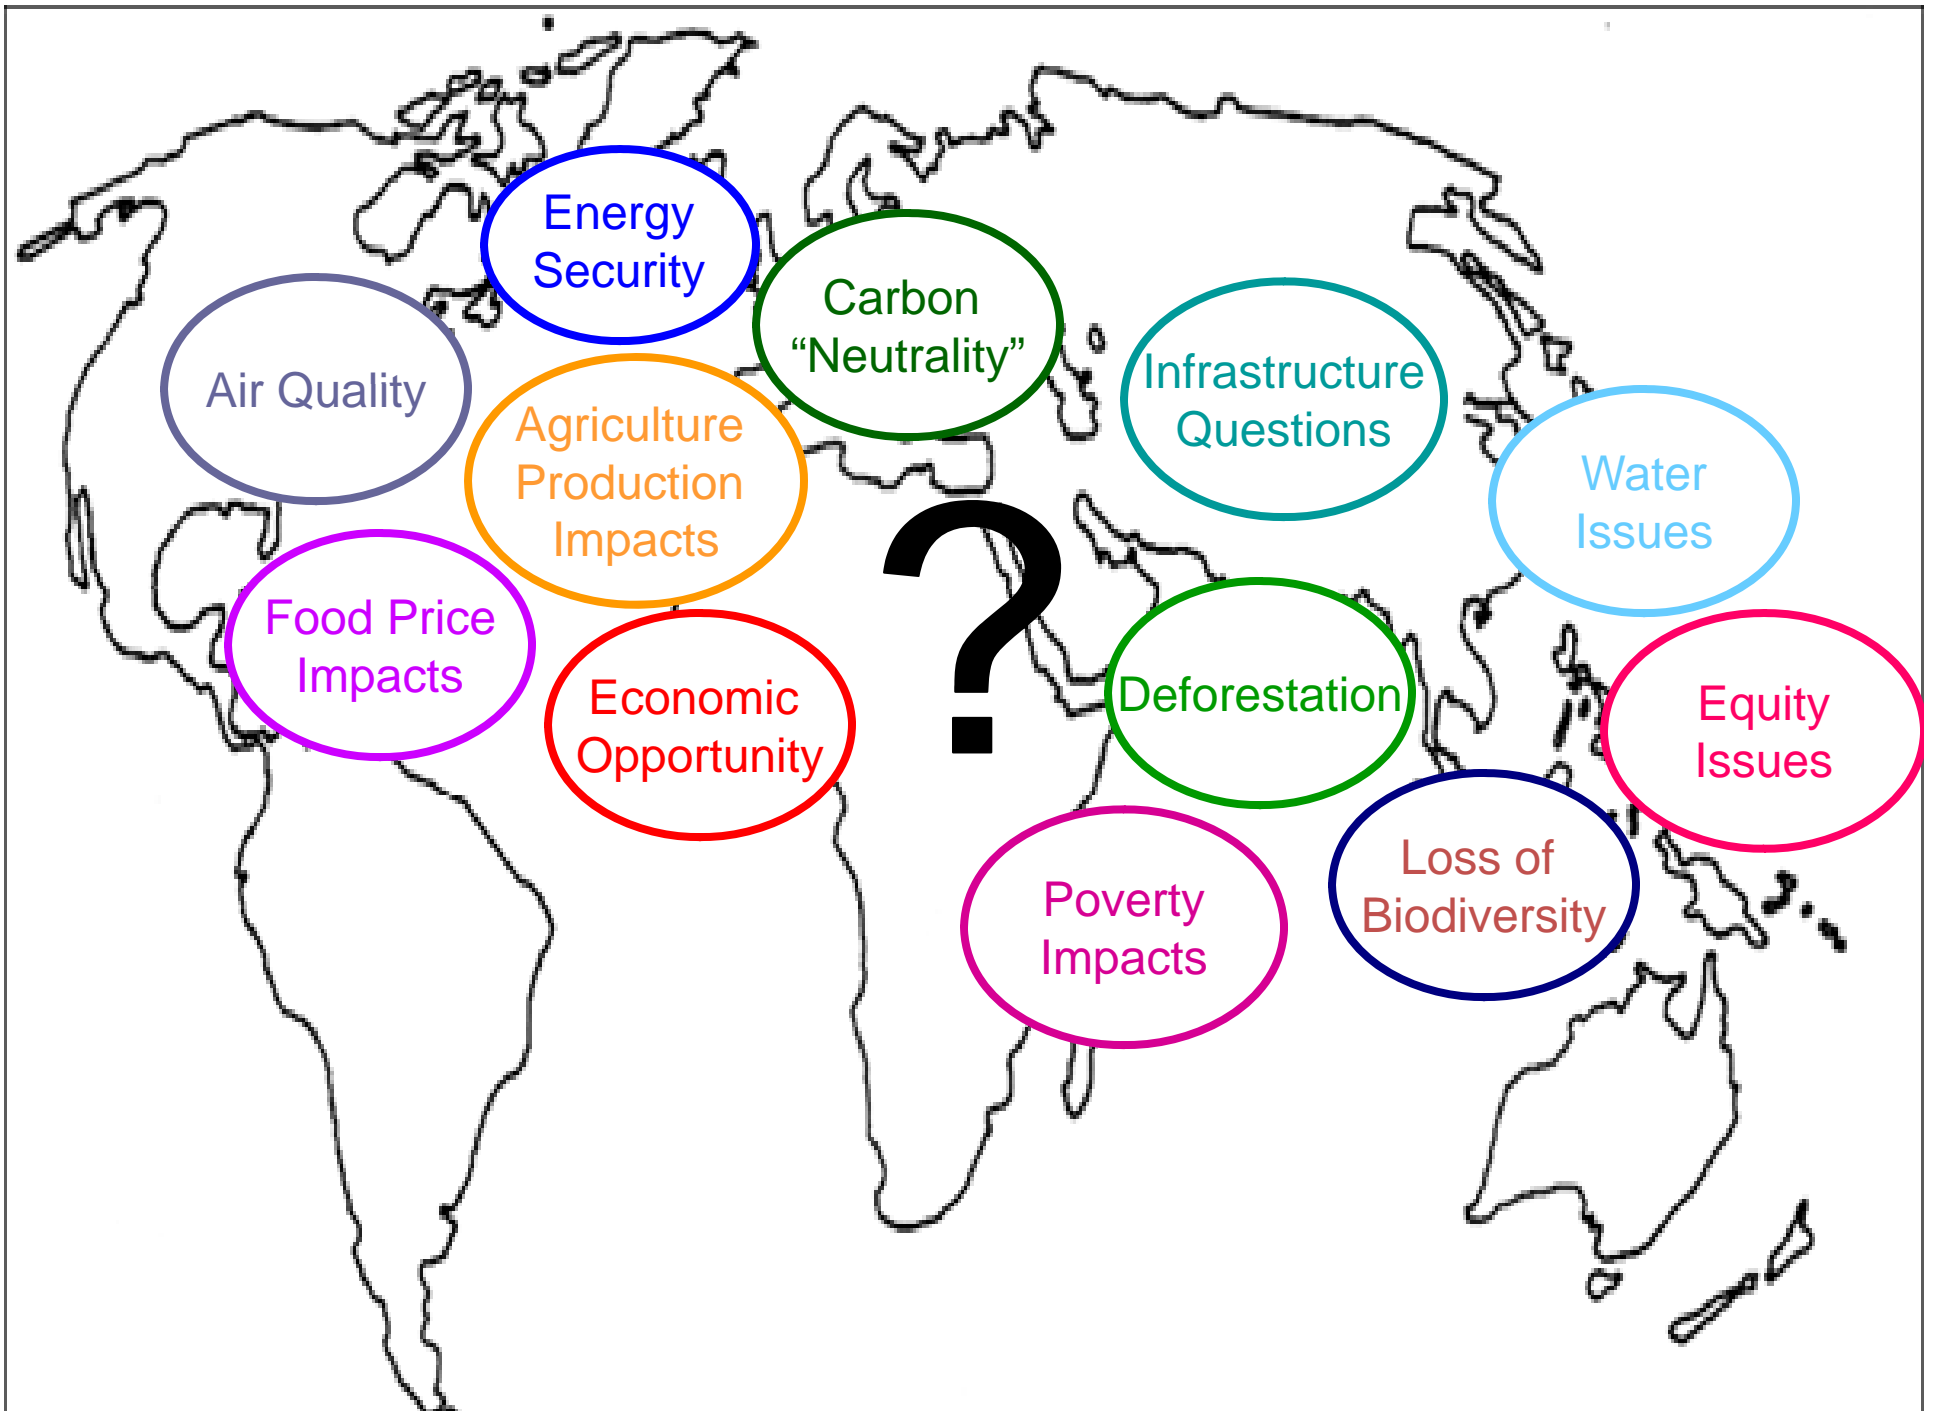 Energy
Security
Carbon
“Neutrality”
Air Quality
Agriculture
Production
Impacts
Infrastructure
Questions
Water
Issues
?
Food Price
Impacts
Economic
Opportunity
Deforestation
Equity
Issues
Poverty
Impacts
Loss of
Biodiversity